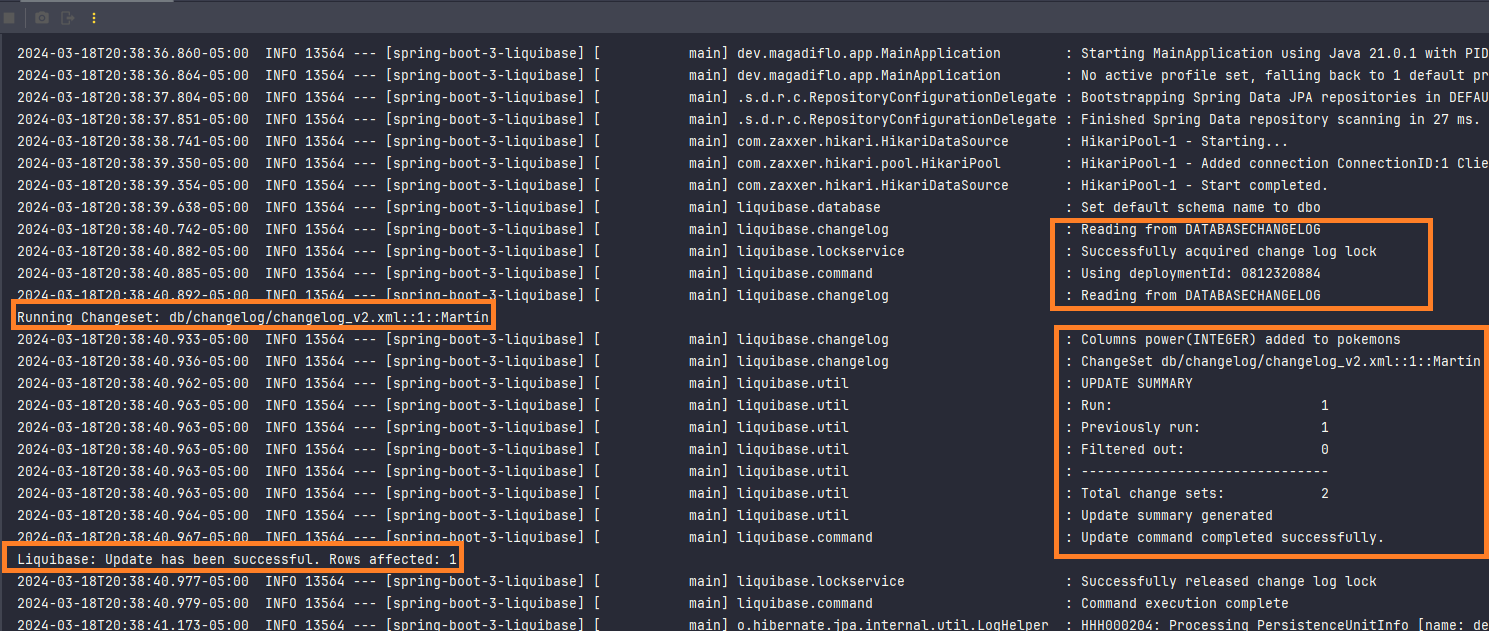 2024-03-18T20:38:36.860-05:00  INFO 13564 --- [spring-boot-3-liquibase] [           main] dev.magadiflo.app.MainApplication        : Starting MainApplication using Java 21.0.1 with PID
2024-03-18T20:38:36.864-05:00  INFO 13564 --- [spring-boot-3-liquibase] [           main] dev.magadiflo.app.MainApplication        : No active profile set, falling back to 1 default pr
2024-03-18T20:38:37.804-05:00  INFO 13564 --- [spring-boot-3-liquibase] [           main] .s.d.r.c.RepositoryConfigurationDelegate : Bootstrapping Spring Data JPA repositories in DEFAU
2024-03-18T20:38:37.851-05:00  INFO 13564 --- [spring-boot-3-liquibase] [           main] .s.d.r.c.RepositoryConfigurationDelegate : Finished Spring Data repository scanning in 27 ms.
2024-03-18T20:38:38.741-05:00  INFO 13564 --- [spring-boot-3-liquibase] [           main] com.zaxxer.hikari.HikariDataSource       : HikariPool-1 - Starting...
2024-03-18T20:38:39.350-05:00  INFO 13564 --- [spring-boot-3-liquibase] [           main] com.zaxxer.hikari.pool.HikariPool        : HikariPool-1 - Added connection ConnectionID:1 Clie
2024-03-18T20:38:39.354-05:00  INFO 13564 --- [spring-boot-3-liquibase] [           main] com.zaxxer.hikari.HikariDataSource       : HikariPool-1 - Start completed.
2024-03-18T20:38:39.638-05:00  INFO 13564 --- [spring-boot-3-liquibase] [           main] liquibase.database                       : Set default schema name to dbo
2024-03-18T20:38:40.742-05:00  INFO 13564 --- [spring-boot-3-liquibase] [           main] liquibase.changelog                      : Reading from DATABASECHANGELOG
2024-03-18T20:38:40.882-05:00  INFO 13564 --- [spring-boot-3-liquibase] [           main] liquibase.lockservice                    : Successfully acquired change log lock
2024-03-18T20:38:40.885-05:00  INFO 13564 --- [spring-boot-3-liquibase] [           main] liquibase.command                        : Using deploymentId: 0812320884
2024-03-18T20:38:40.892-05:00  INFO 13564 --- [spring-boot-3-liquibase] [           main] liquibase.changelog                      : Reading from DATABASECHANGELOG
Running Changeset: db/changelog/changelog_v2.xml::1::Martín
2024-03-18T20:38:40.933-05:00  INFO 13564 --- [spring-boot-3-liquibase] [           main] liquibase.changelog                      : Columns power(INTEGER) added to pokemons
2024-03-18T20:38:40.936-05:00  INFO 13564 --- [spring-boot-3-liquibase] [           main] liquibase.changelog                      : ChangeSet db/changelog/changelog_v2.xml::1::Martín
2024-03-18T20:38:40.962-05:00  INFO 13564 --- [spring-boot-3-liquibase] [           main] liquibase.util                           : UPDATE SUMMARY
2024-03-18T20:38:40.963-05:00  INFO 13564 --- [spring-boot-3-liquibase] [           main] liquibase.util                           : Run:                          1
2024-03-18T20:38:40.963-05:00  INFO 13564 --- [spring-boot-3-liquibase] [           main] liquibase.util                           : Previously run:               1
2024-03-18T20:38:40.963-05:00  INFO 13564 --- [spring-boot-3-liquibase] [           main] liquibase.util                           : Filtered out:                 0
2024-03-18T20:38:40.963-05:00  INFO 13564 --- [spring-boot-3-liquibase] [           main] liquibase.util                           : -------------------------------
2024-03-18T20:38:40.963-05:00  INFO 13564 --- [spring-boot-3-liquibase] [           main] liquibase.util                           : Total change sets:            2
2024-03-18T20:38:40.964-05:00  INFO 13564 --- [spring-boot-3-liquibase] [           main] liquibase.util                           : Update summary generated
2024-03-18T20:38:40.967-05:00  INFO 13564 --- [spring-boot-3-liquibase] [           main] liquibase.command                        : Update command completed successfully.
Liquibase: Update has been successful. Rows affected: 1
2024-03-18T20:38:40.977-05:00  INFO 13564 --- [spring-boot-3-liquibase] [           main] liquibase.lockservice                    : Successfully released change log lock
2024-03-18T20:38:40.979-05:00  INFO 13564 --- [spring-boot-3-liquibase] [           main] liquibase.command                        : Command execution complete
2024-03-18T20:38:41.173-05:00  INFO 13564 --- [spring-boot-3-liquibase] [           main] o.hibernate.jpa.internal.util.LogHelper  : HHH000204: Processing PersistenceUnitInfo [name: de